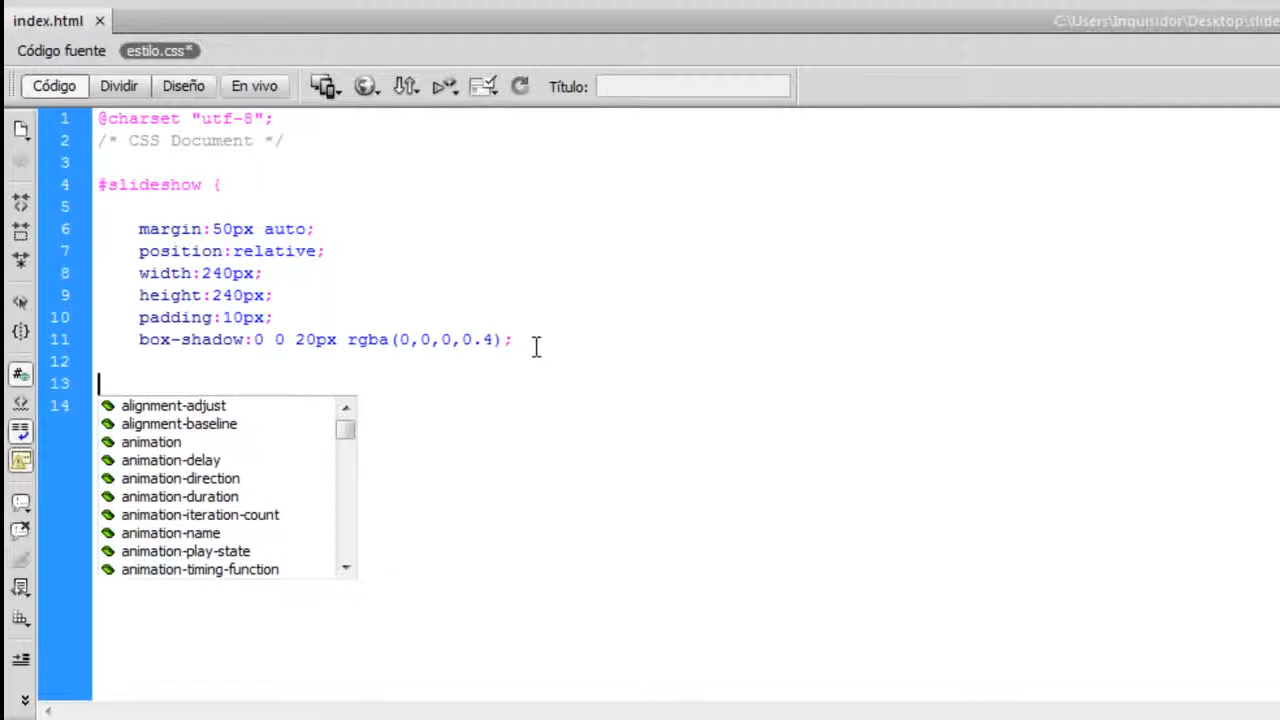 index.html ×
C:\Users\Inquisidor\Desktop\slide
Código fuente estilo.css*
Código Dividir Diseño En vivo Título:
1 @charset "utf-8";
2 /* CSS Document */
3
4 #slideshow {
5
6 margin:50px auto;
7 position:relative;
8 width:240px;
9 height:240px;
10 padding:10px;
11 box-shadow:0 0 20px rgba(0,0,0,0.4);
12
13
14
alignment-adjust
alignment-baseline
animation
animation-delay
animation-direction
animation-duration
animation-iteration-count
animation-name
animation-play-state
animation-timing-function